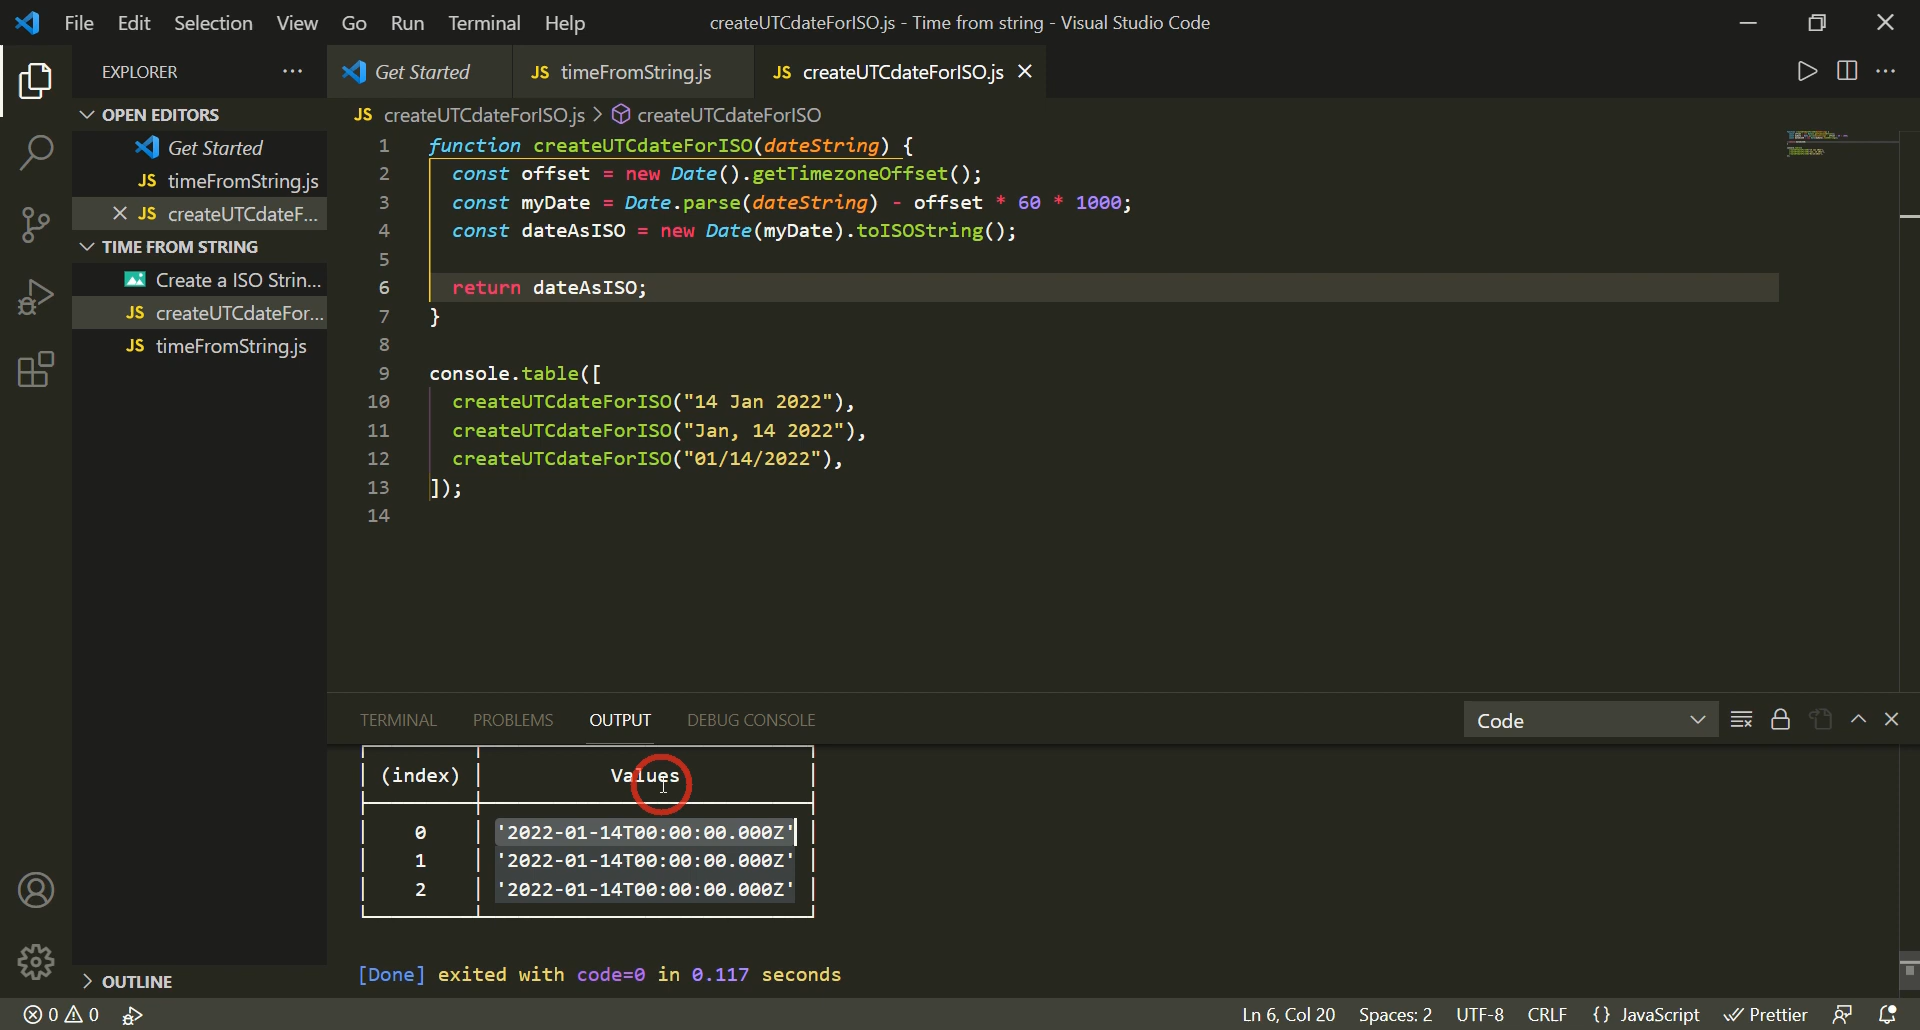 File Edit Selection View Go Run Terminal Help createUTCdateForISO.js - Time from string - Visual Studio Code
EXPLORER ...
Get Started
JS timeFromString.js
JS createUTCdateForISO.js
OPEN EDITORS
Get Started
JS timeFromString.js
JS createUTCdateF...
TIME FROM STRING
Create a ISO Strin...
JS createUTCdateFor...
JS timeFromString.js
OUTLINE
JS createUTCdateForISO.js > createUTCdateForISO
1 function createUTCdateForISO(dateString) {
2 const offset = new Date().getTimezoneOffset();
3 const myDate = Date.parse(dateString) - offset * 60 * 1000;
4 const dateAsISO = new Date(myDate).toISOString();
5
6 return dateAsISO;
7 }
8
9 console.table([
10 createUTCdateForISO("14 Jan 2022"),
11 createUTCdateForISO("Jan, 14 2022"),
12 createUTCdateForISO("01/14/2022"),
13 ]);
14
TERMINAL PROBLEMS OUTPUT DEBUG CONSOLE Code
(index) Values
0 '2022-01-14T00:00:00.000Z'
1 '2022-01-14T00:00:00.000Z'
2 '2022-01-14T00:00:00.000Z'
[Done] exited with code=0 in 0.117 seconds
0 0 Ln 6, Col 20 Spaces: 2 UTF-8 CRLF {} JavaScript Prettier